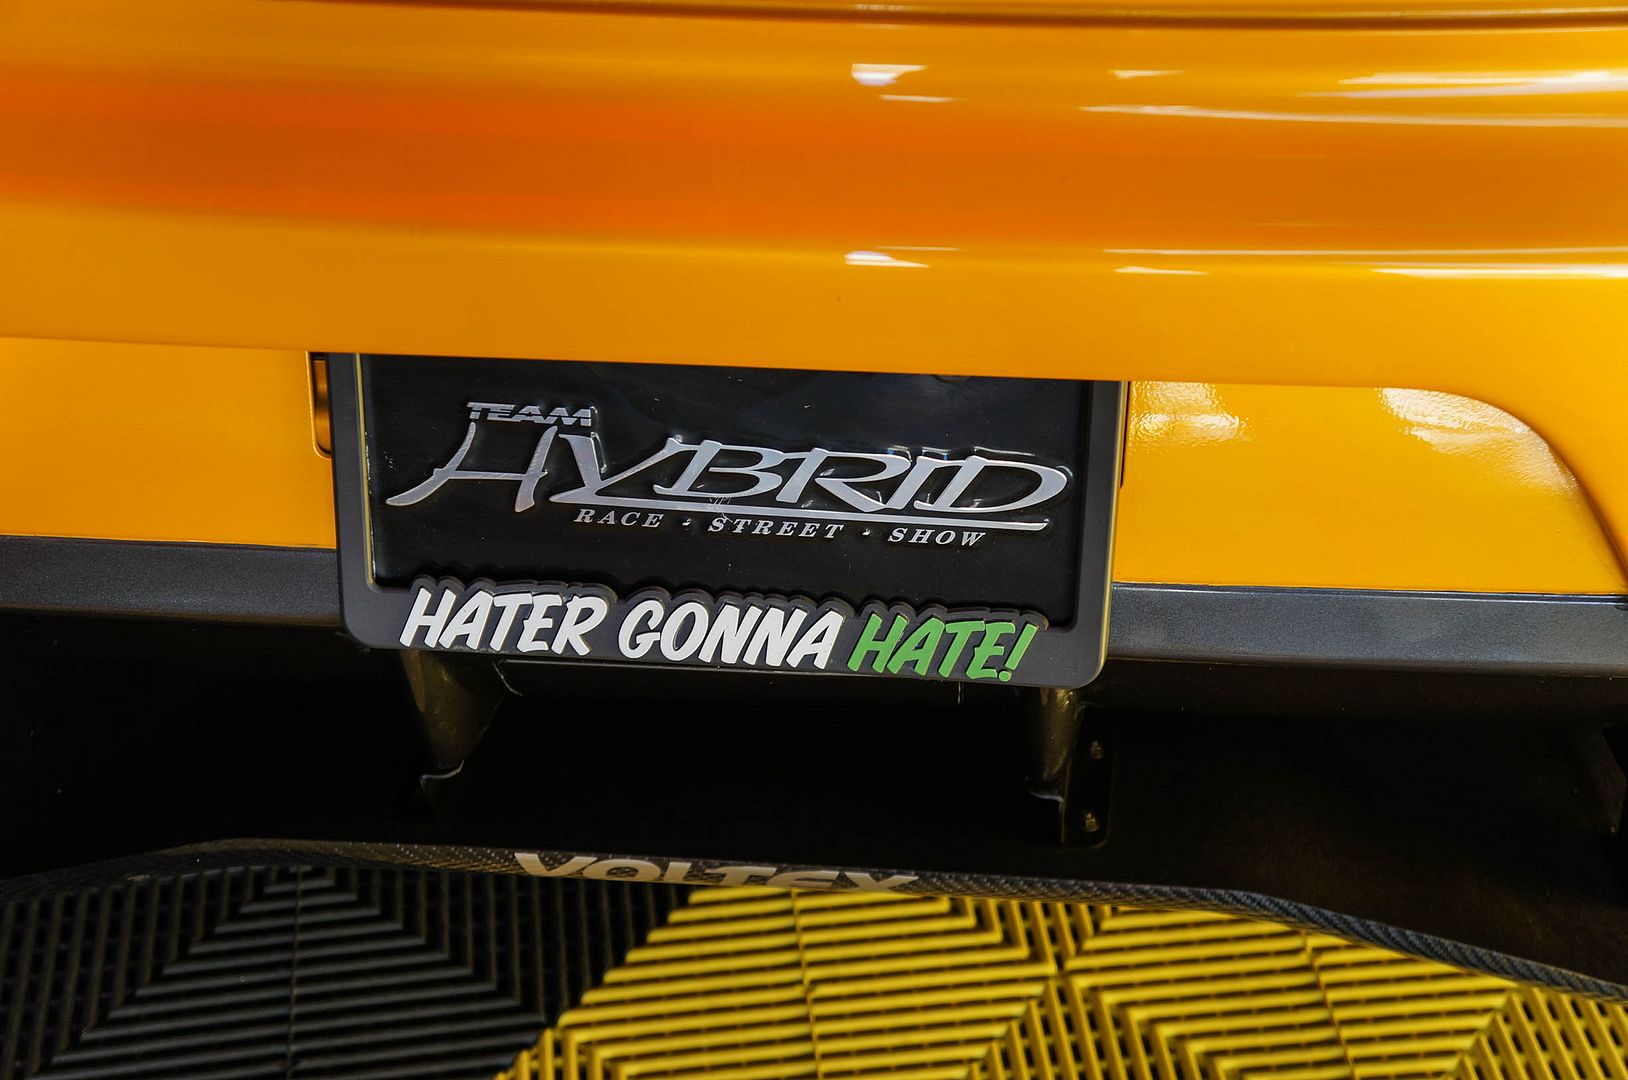 TEAM
HYBRID
RACE · STREET · SHOW
HATER GONNA HATE!
VOLTEX